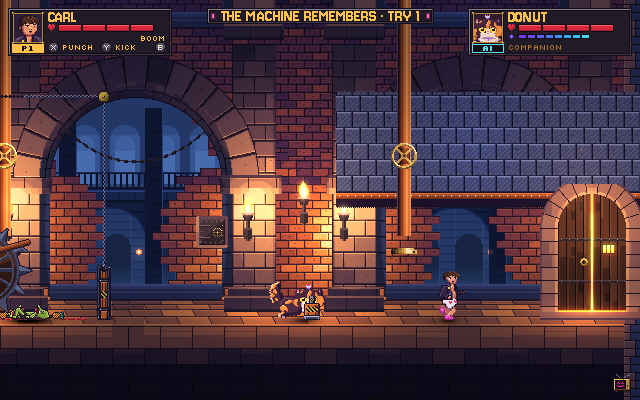 CARL
P1
X PUNCH Y KICK B
BOOM
THE MACHINE REMEMBERS · TRY 1
DONUT
AI
COMPANION